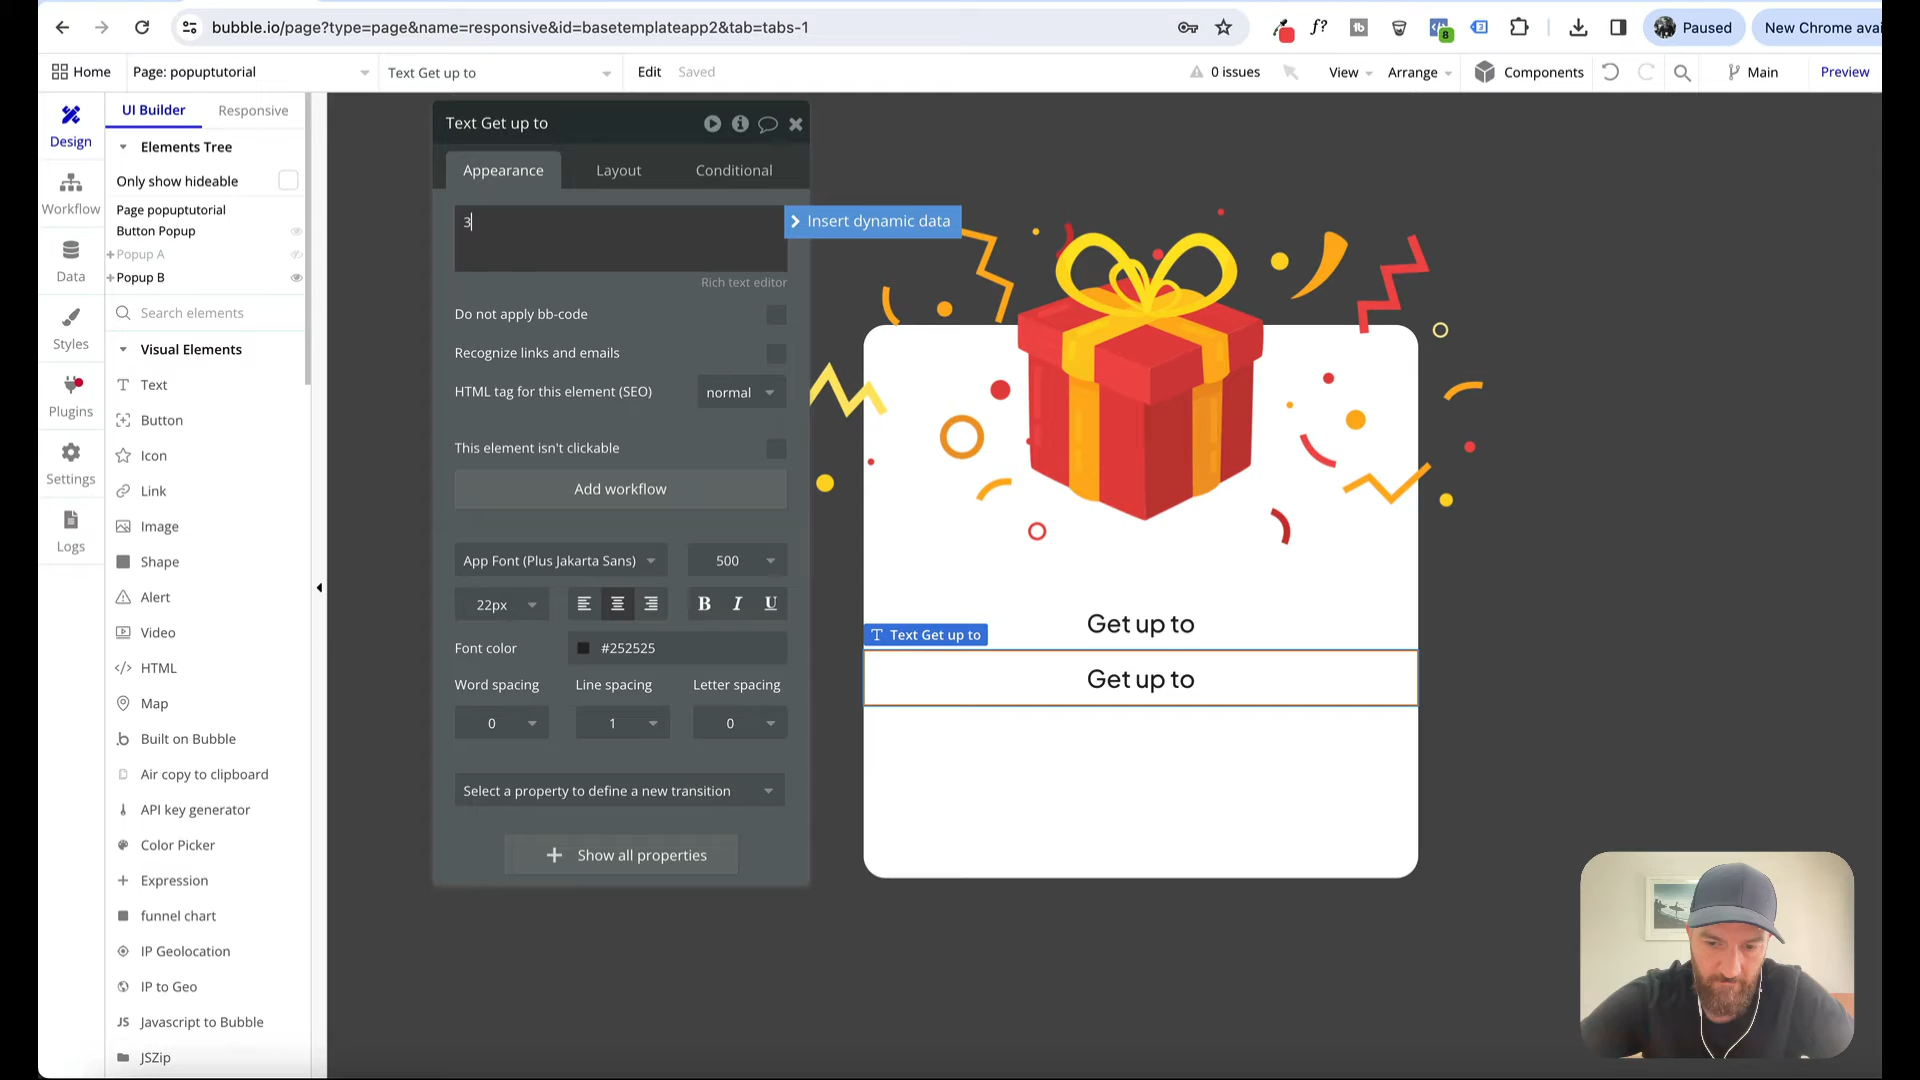 bubble.io/page?type=page&name=responsive&id=basetemplateapp2&tab=tabs-1
f?
tb
8
Paused
New Chrome avai
Home
Page: popuptutorial
Text Get up to
Edit
Saved
0 issues
View
Arrange
Components
Main
Preview
Design
Workflow
Data
Styles
Plugins
Settings
Logs
UI Builder
Responsive
Elements Tree
Only show hideable
Page popuptutorial
Button Popup
+Popup A
+Popup B
Search elements
Visual Elements
Text
Button
Icon
Link
Image
Shape
Alert
Video
HTML
Map
Built on Bubble
Air copy to clipboard
API key generator
Color Picker
Expression
funnel chart
IP Geolocation
IP to Geo
JS Javascript to Bubble
JSZip
Text Get up to
Appearance
Layout
Conditional
3
Insert dynamic data
Rich text editor
Do not apply bb-code
Recognize links and emails
HTML tag for this element (SEO)
normal
This element isn't clickable
Add workflow
App Font (Plus Jakarta Sans)
500
22px
B I U
Font color
#252525
Word spacing
Line spacing
Letter spacing
0
1
0
Select a property to define a new transition
Show all properties
Get up to
Text Get up to
Get up to